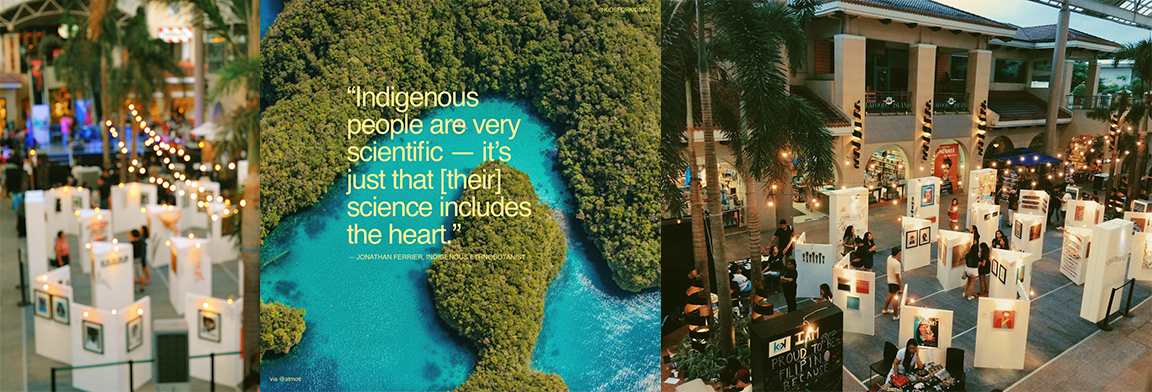 @KIDSFORKIDSPH
“Indigenous
people are very
scientific — it’s
just that [their]
science includes
the heart.”
– JONATHAN FERRIER, INDIGENOUS ETHNOBOTANIST
via @atmos
I AM
PROUD TO BE
FILIPINO
BECAUSE